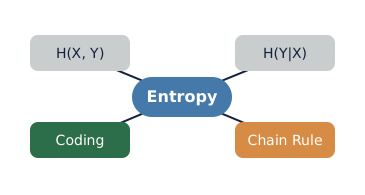 H(X, Y)
H(Y|X)
Entropy
Coding
Chain Rule